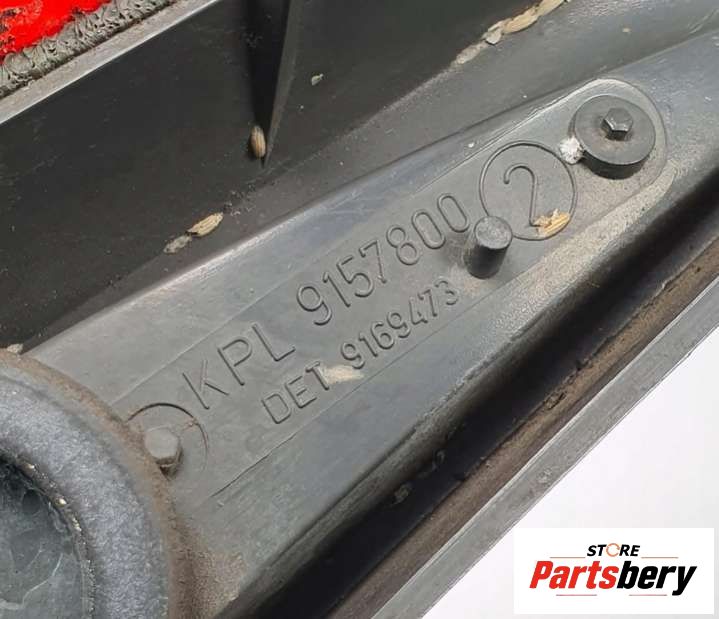 KPL 9157800 2
DET 9169473
STORE
Partsbery